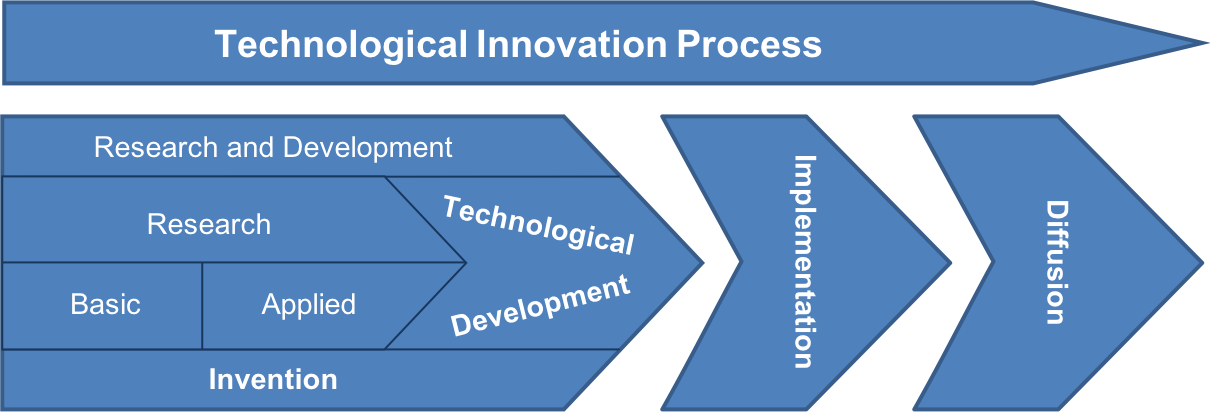 Technological Innovation Process
Research and Development
Research
Technological
Development
Basic
Applied
Invention
Implementation
Diffusion